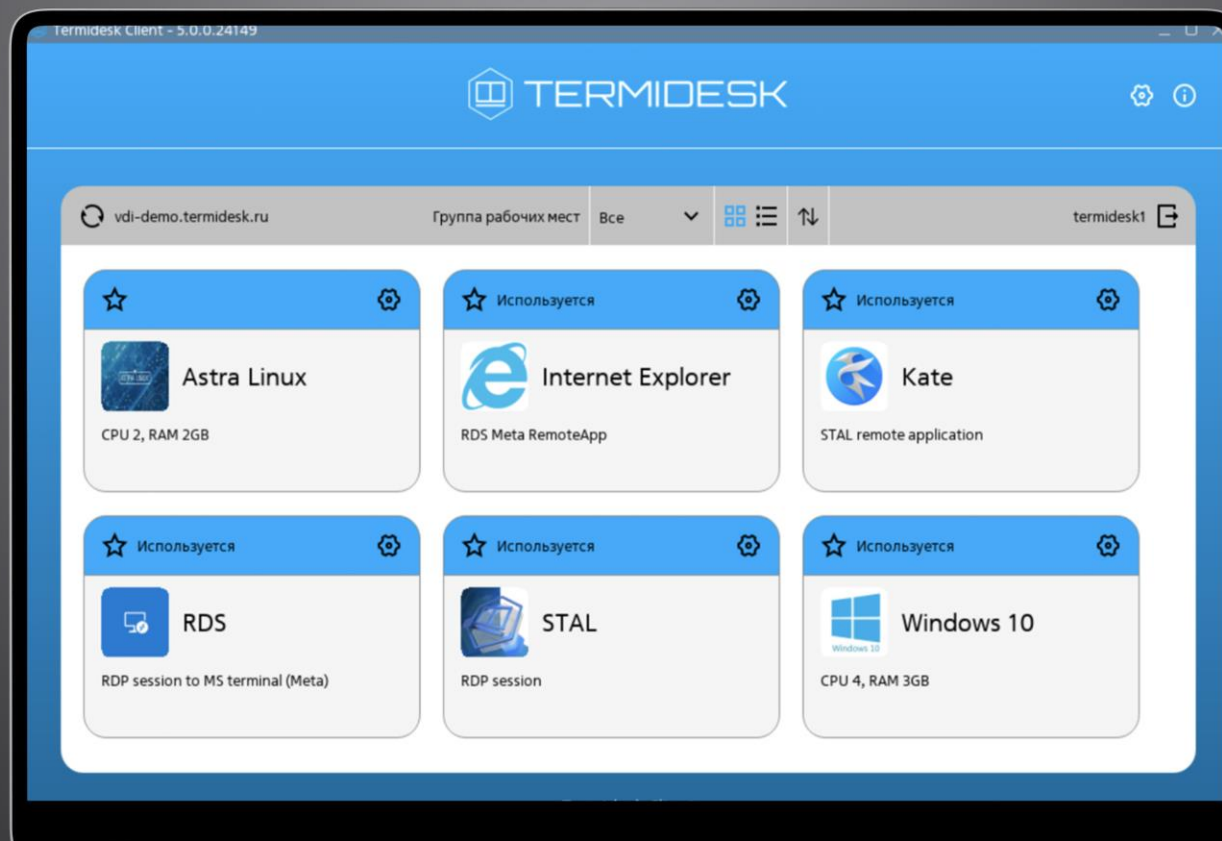 Termidesk Client - 5.0.0.24149
TERMIDESK
vdi-demo.termidesk.ru
Группа рабочих мест
Все
termidesk1
Astra Linux
CPU 2, RAM 2GB
Используется
Internet Explorer
RDS Meta RemoteApp
Используется
Kate
STAL remote application
Используется
RDS
RDP session to MS terminal (Meta)
Используется
STAL
RDP session
Используется
Windows 10
Windows 10
CPU 4, RAM 3GB